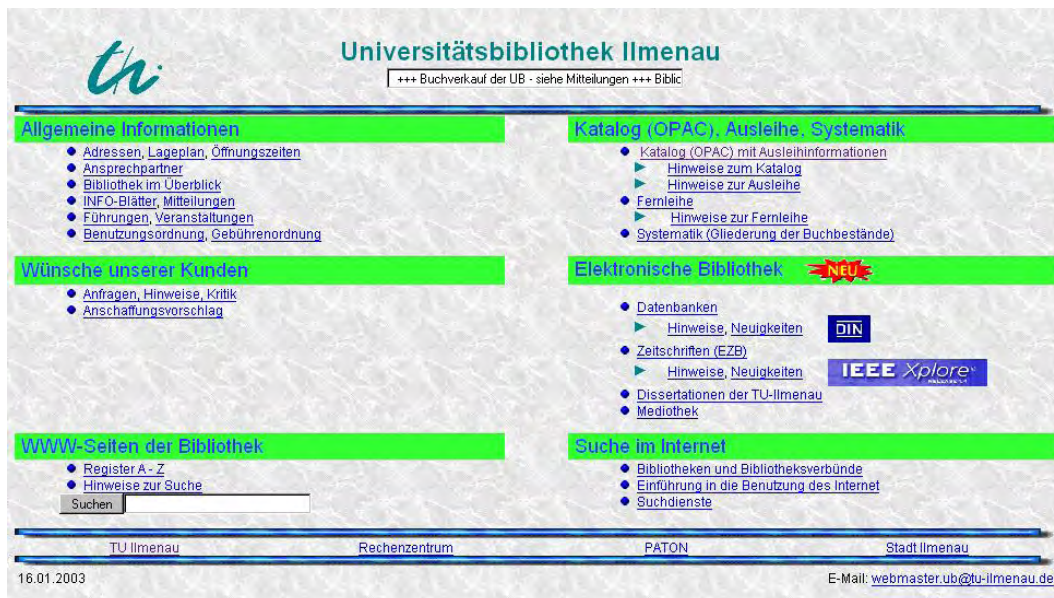 thi
Universitätsbibliothek Ilmenau
+++ Buchverkauf der UB - siehe Mitteilungen +++ Biblic
Allgemeine Informationen
Adressen, Lageplan, Öffnungszeiten
Ansprechpartner
Bibliothek im Überblick
INFO-Blätter, Mitteilungen
Führungen, Veranstaltungen
Benutzungsordnung, Gebührenordnung
Katalog (OPAC), Ausleihe, Systematik
Katalog (OPAC) mit Ausleihinformationen
Hinweise zum Katalog
Hinweise zur Ausleihe
Fernleihe
Hinweise zur Fernleihe
Systematik (Gliederung der Buchbestände)
Wünsche unserer Kunden
Anfragen, Hinweise, Kritik
Anschaffungsvorschlag
Elektronische Bibliothek NEU
Datenbanken
Hinweise, Neuigkeiten DIN
Zeitschriften (EZB)
Hinweise, Neuigkeiten IEEE Xplore
Dissertationen der TU-Ilmenau
Mediothek
WWW-Seiten der Bibliothek
Register A - Z
Hinweise zur Suche
Suchen
Suche im Internet
Bibliotheken und Bibliotheksverbünde
Einführung in die Benutzung des Internet
Suchdienste
TU Ilmenau Rechenzentrum PATON Stadt Ilmenau
16.01.2003 E-Mail: webmaster.ub@tu-ilmenau.de